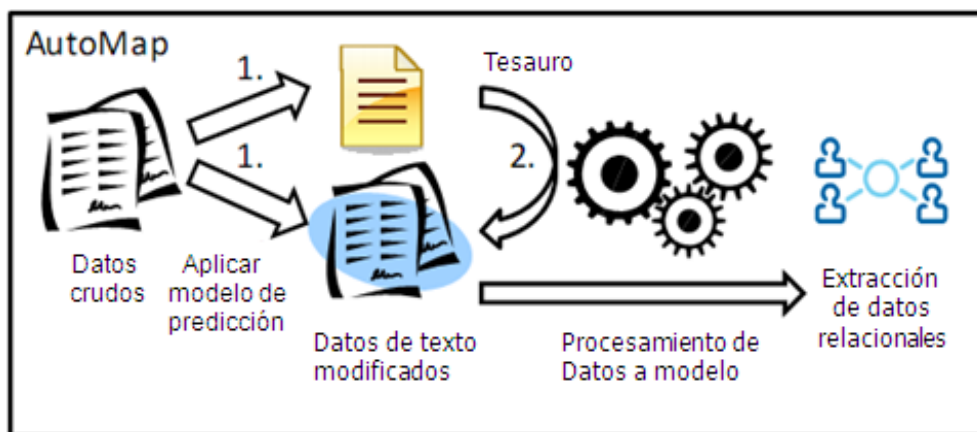 AutoMap
1.
Tesauro
1.
2.
Datos
crudos
Aplicar
modelo de
predicción
Datos de texto
modificados
Procesamiento de
Datos a modelo
Extracción
de datos
relacionales